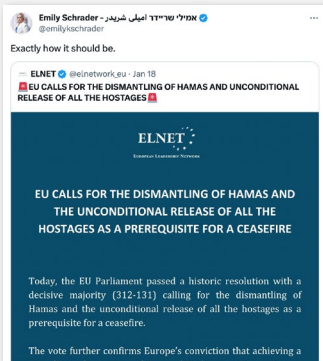 Emily Schrader - אמילי שריידר امیلی شریدر
@emilykschrader
Exactly how it should be.
ELNET @elnetwork_eu · Jan 18
🚨EU CALLS FOR THE DISMANTLING OF HAMAS AND UNCONDITIONAL
RELEASE OF ALL THE HOSTAGES🚨
ELNET
EUROPEAN LEADERSHIP NETWORK
EU CALLS FOR THE DISMANTLING OF HAMAS AND
THE UNCONDITIONAL RELEASE OF ALL THE
HOSTAGES AS A PREREQUISITE FOR A CEASEFIRE
Today, the EU Parliament passed a historic resolution with a
decisive majority (312-131) calling for the dismantling of
Hamas and the unconditional release of all the hostages as a
prerequisite for a ceasefire.
The vote further confirms Europe's conviction that achieving a